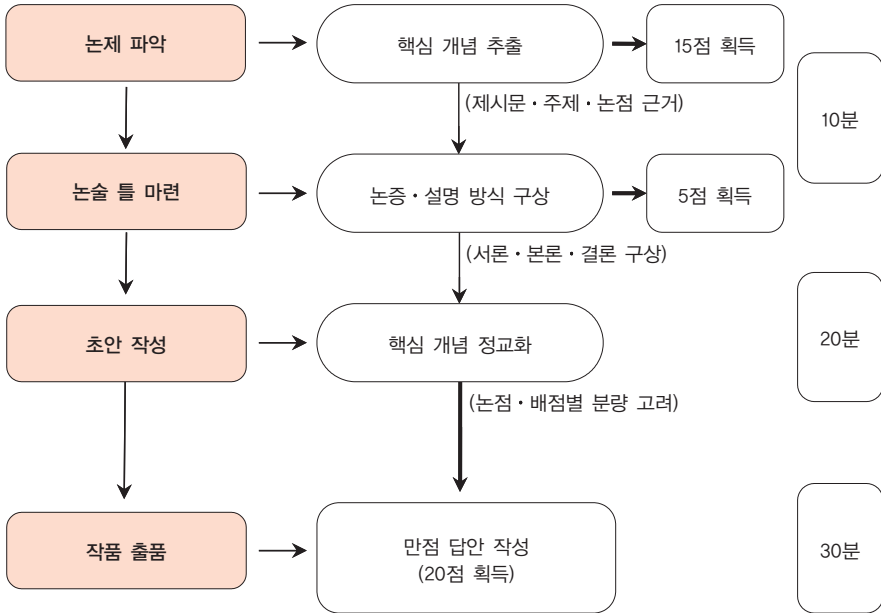 논제 파악
핵심 개념 추출
15점 획득
(제시문·주제·논점 근거)
10분
논술 틀 마련
논증·설명 방식 구상
5점 획득
(서론·본론·결론 구상)
초안 작성
핵심 개념 정교화
20분
(논점·배점별 분량 고려)
작품 출품
만점 답안 작성
(20점 획득)
30분